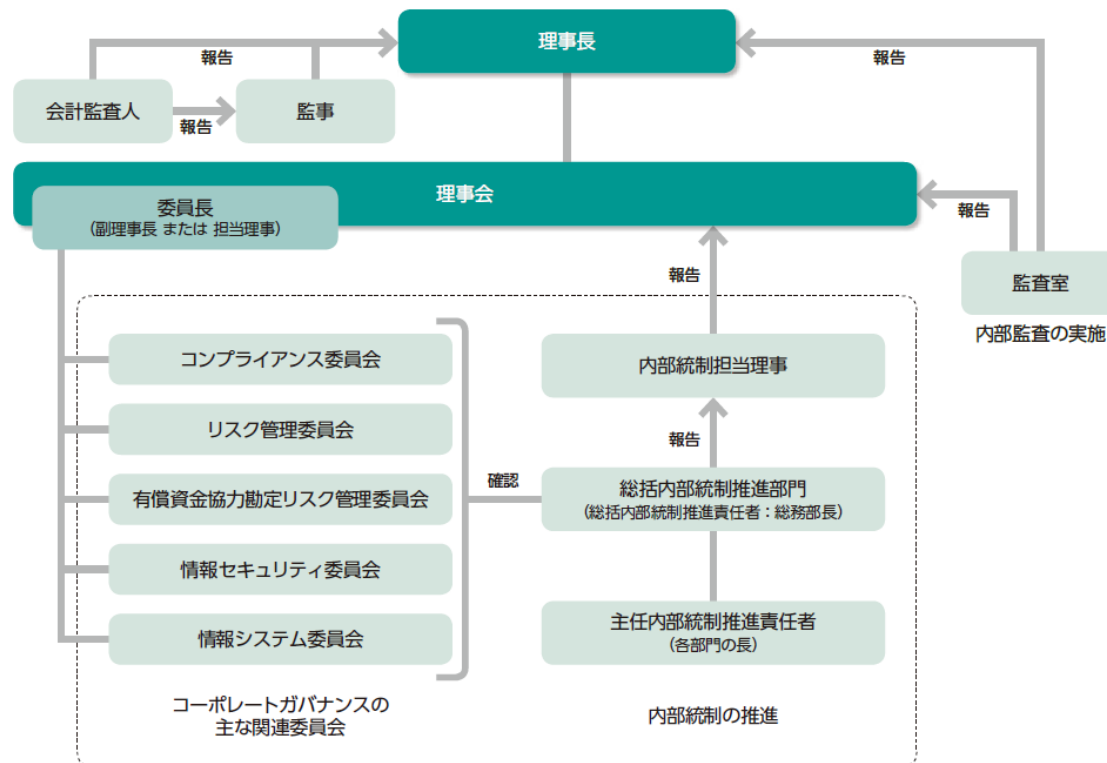 理事長
報告
報告
会計監査人
報告
監事
理事会
委員長
(副理事長 または 担当理事)
報告
報告
監査室
内部監査の実施
コンプライアンス委員会
内部統制担当理事
リスク管理委員会
報告
有償資金協力勘定リスク管理委員会
確認
総括内部統制推進部門
(総括内部統制推進責任者：総務部長)
情報セキュリティ委員会
情報システム委員会
主任内部統制推進責任者
(各部門の長)
コーポレートガバナンスの
主な関連委員会
内部統制の推進